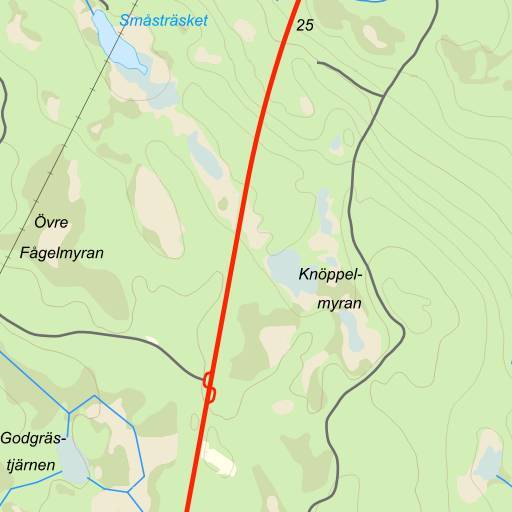 Småsträsket
25
Övre
Fågelmyran
Knöppel-
myran
Godgräs-
tjärnen